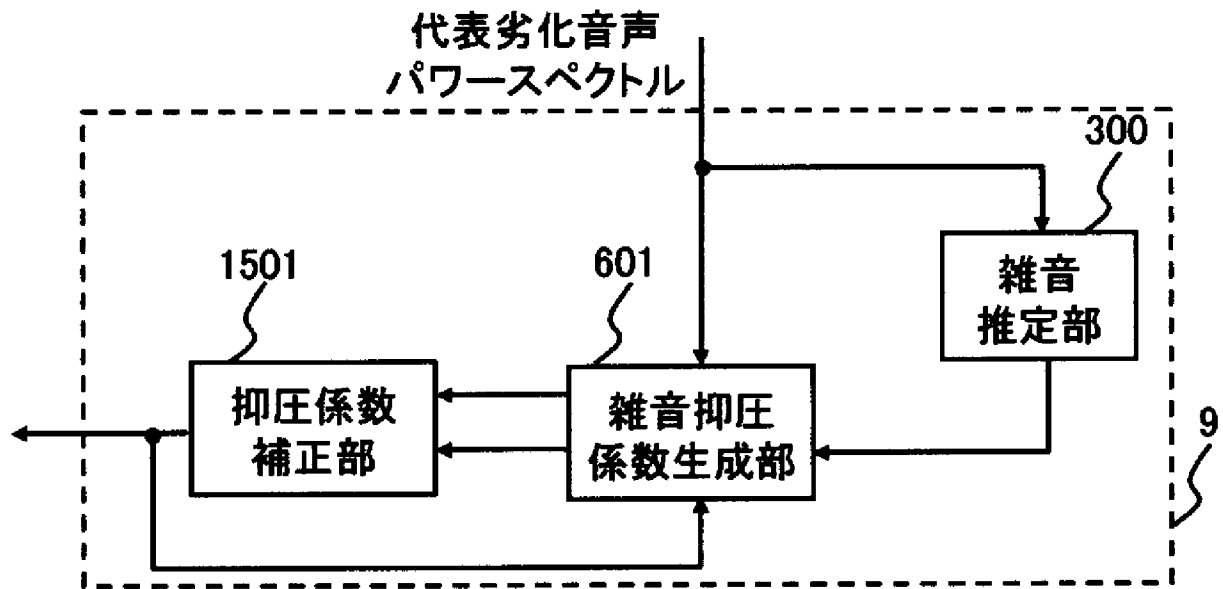 代表劣化音声
パワースペクトル
300
雑音
推定部
1501
601
抑圧係数
補正部
雑音抑圧
係数生成部
9